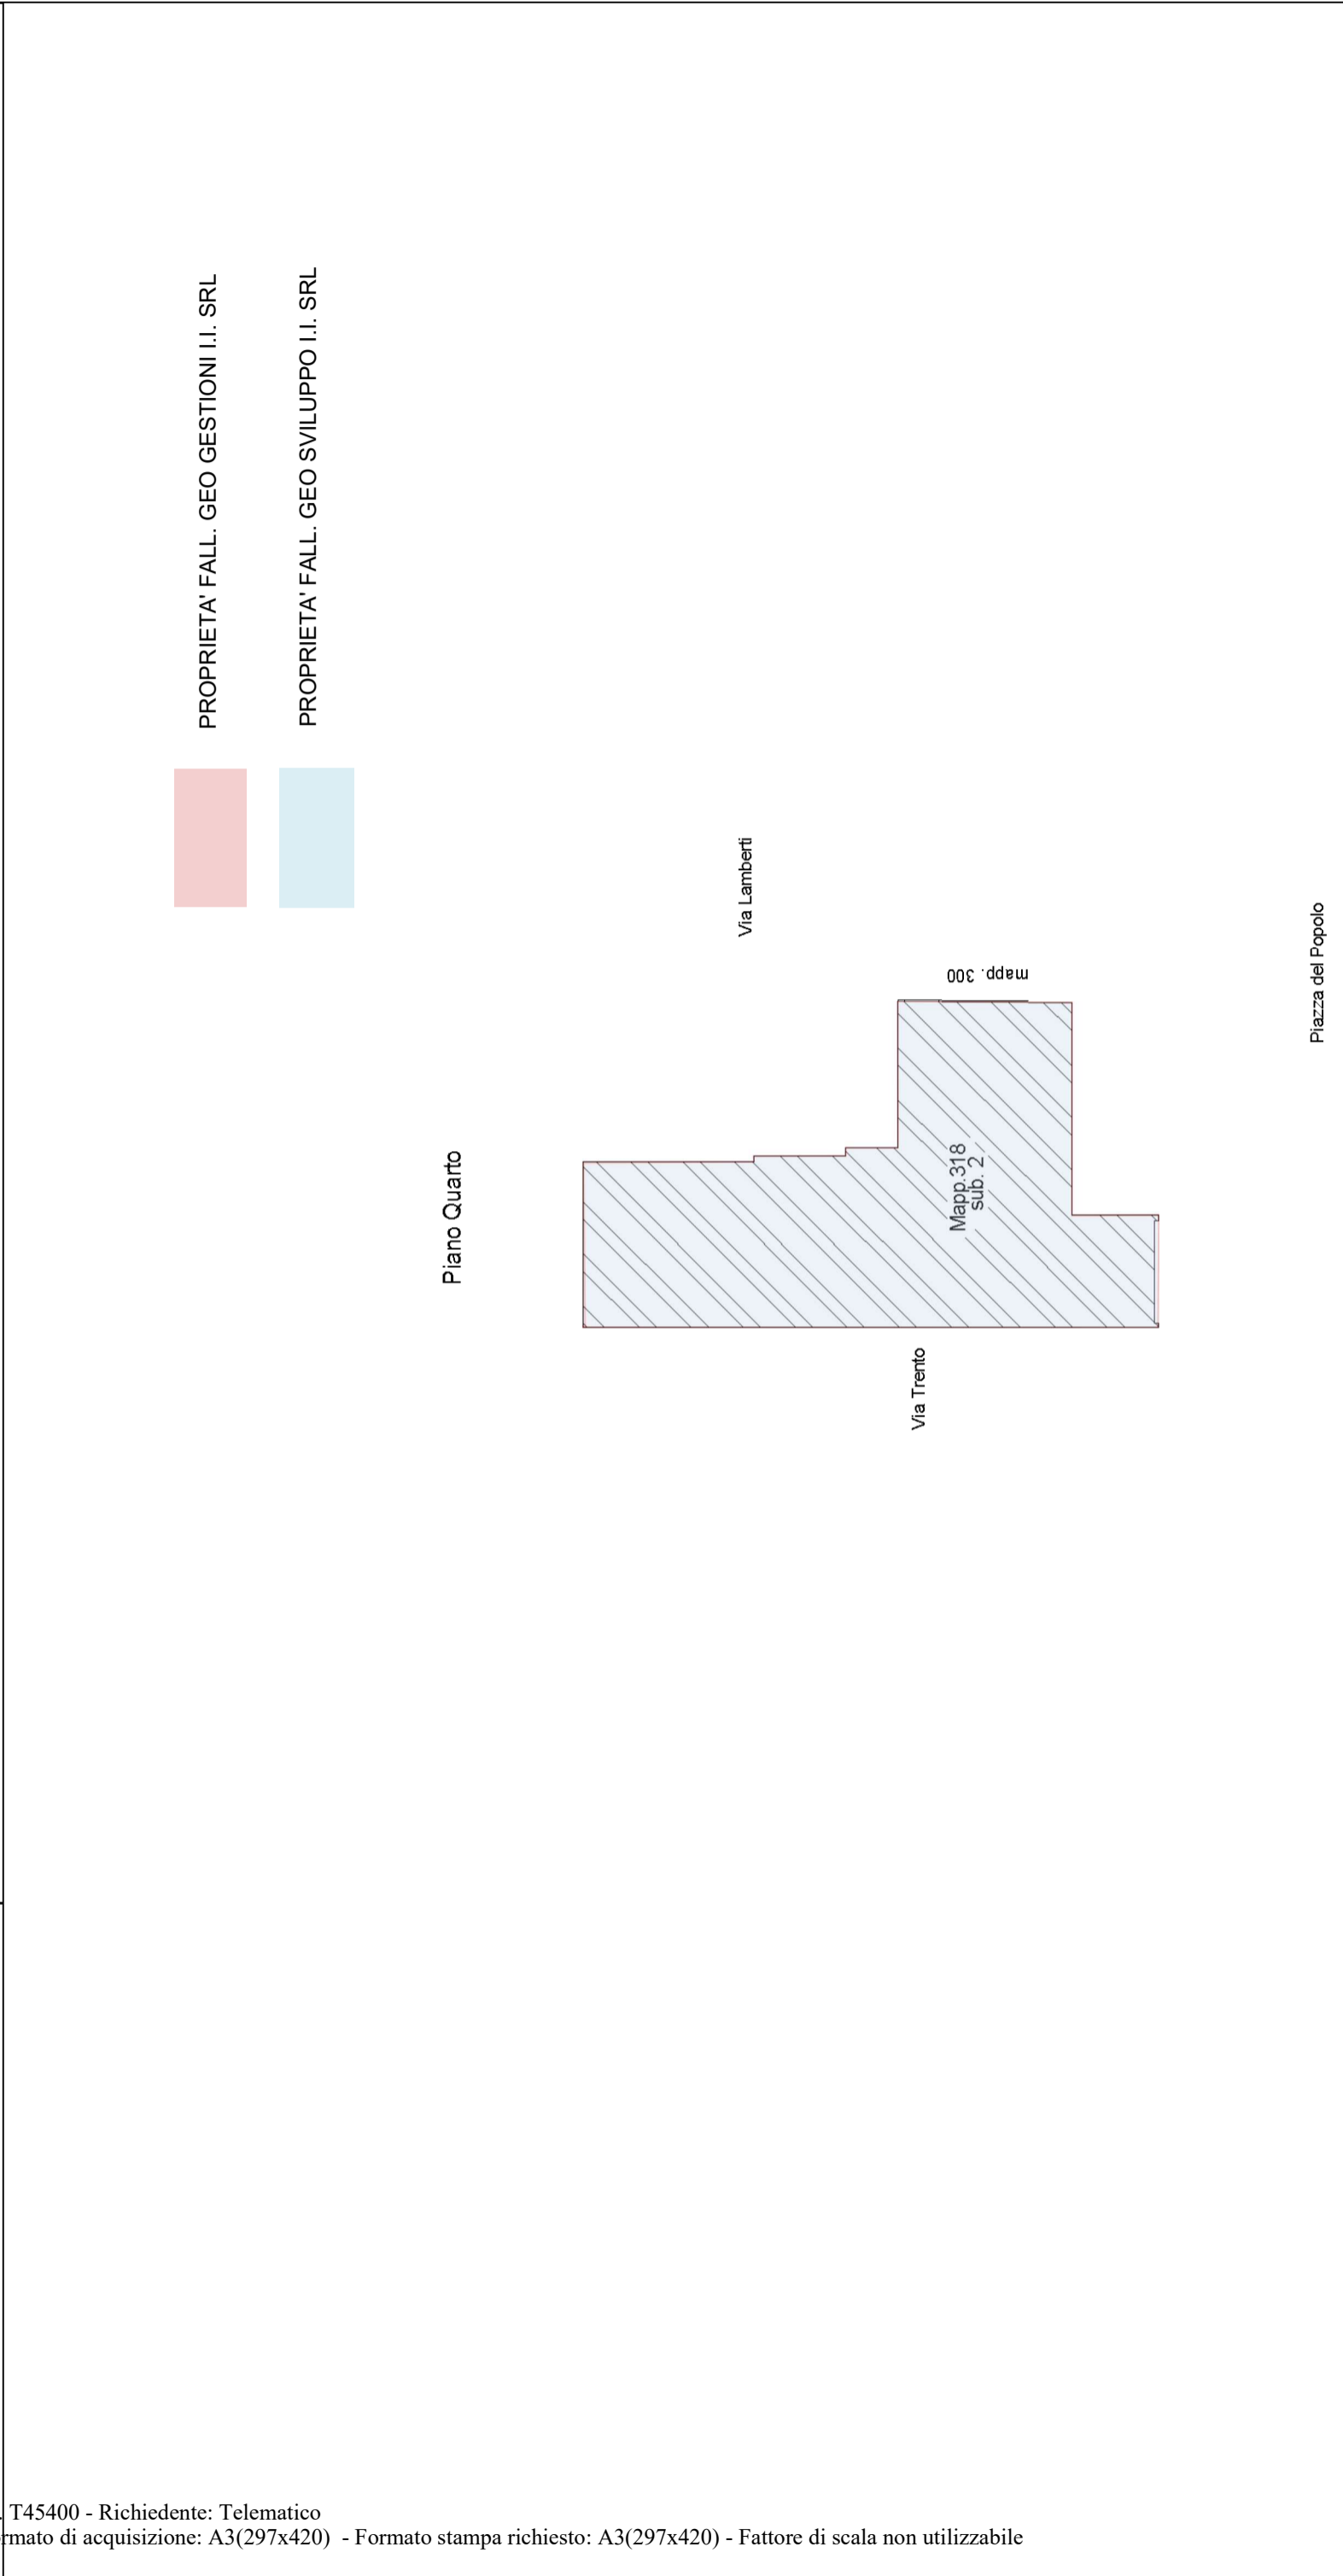 PROPRIETA' FALL. GEO GESTIONI I.I. SRL
PROPRIETA' FALL. GEO SVILUPPO I.I. SRL
Piano Quarto
Via Lamberti
mapp. 300
Mapp.318
sub. 2
Via Trento
Piazza del Popolo
. T45400 - Richiedente: Telematico
rmato di acquisizione: A3(297x420) - Formato stampa richiesto: A3(297x420) - Fattore di scala non utilizzabile